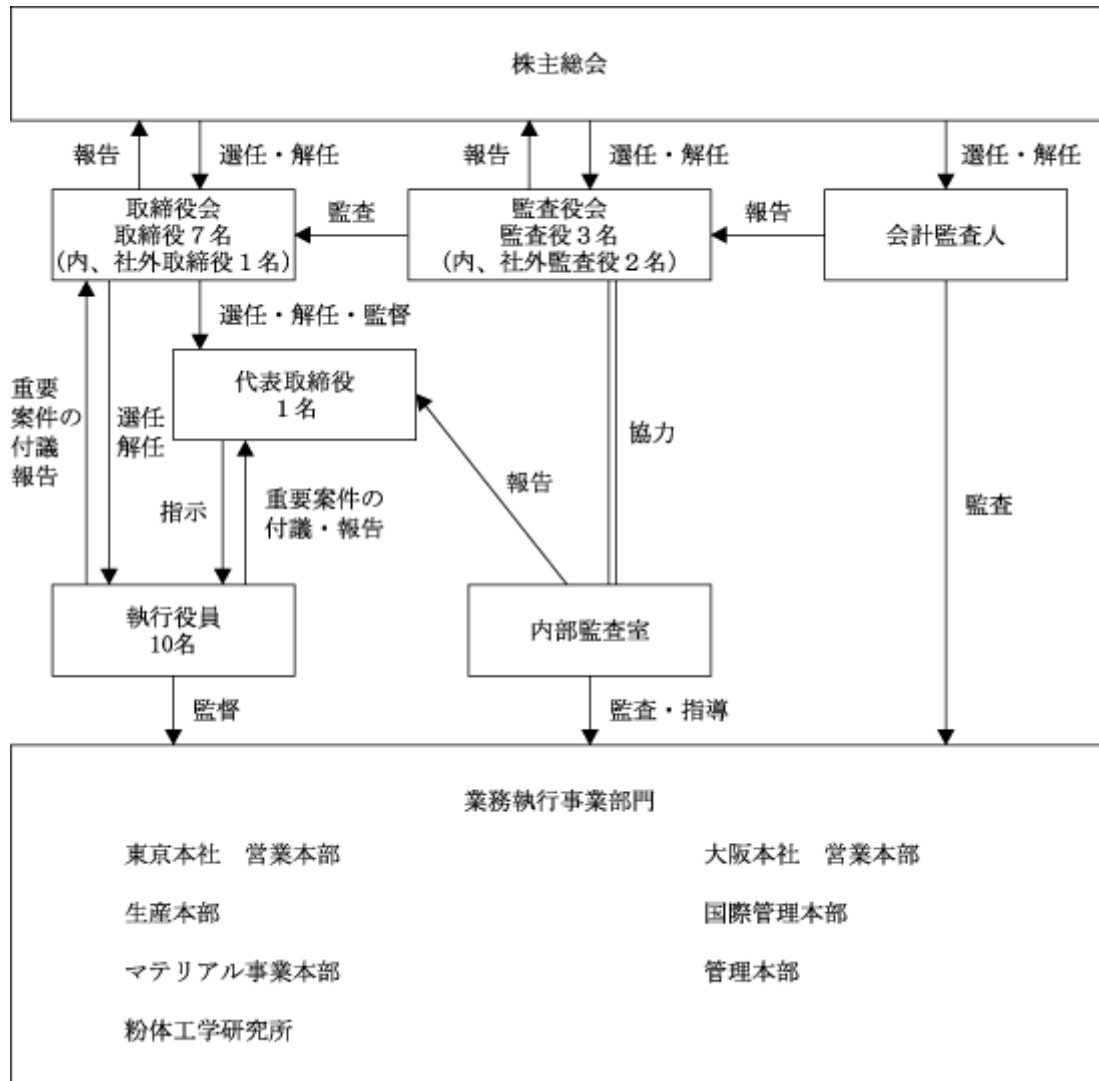 株主総会
報告
選任・解任
報告
選任・解任
選任・解任
取締役会
取締役7名
(内、社外取締役1名)
監査
監査役会
監査役3名
(内、社外監査役2名)
報告
会計監査人
選任・解任・監督
代表取締役
1名
重要
案件の
付議
報告
選任
解任
協力
報告
指示
重要案件の
付議・報告
監査
執行役員
10名
内部監査室
監督
監査・指導
業務執行事業部門
東京本社 営業本部
大阪本社 営業本部
生産本部
国際管理本部
マテリアル事業本部
管理本部
粉体工学研究所